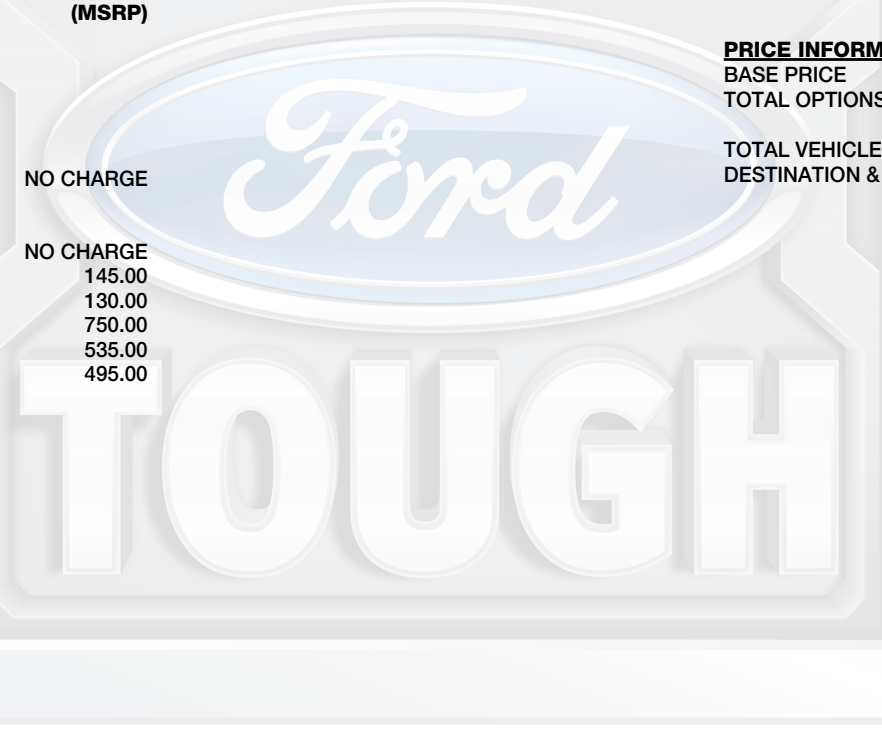 (MSRP)
NO CHARGE
NO CHARGE
145.00
130.00
750.00
535.00
495.00
PRICE INFORM
BASE PRICE
TOTAL OPTIONS
TOTAL VEHICLE
DESTINATION &
Ford
TOUGH